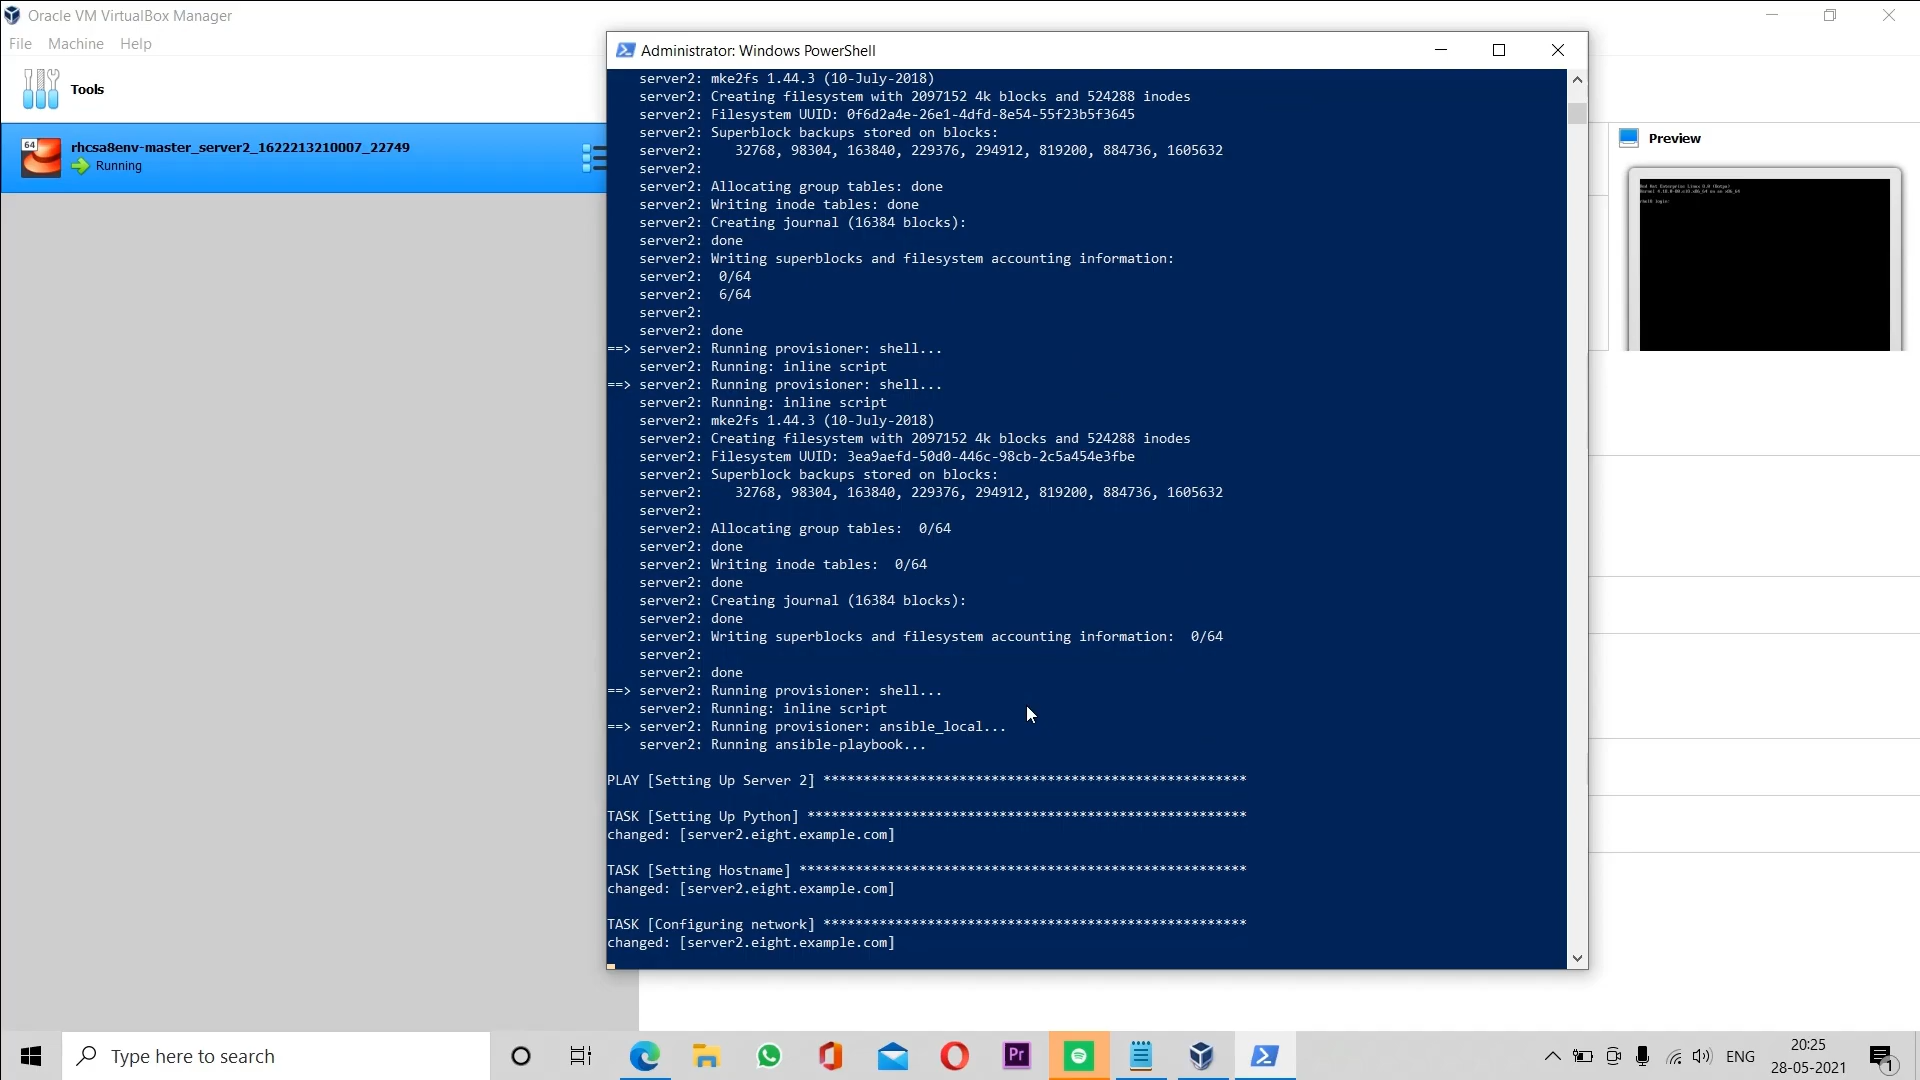 Oracle VM VirtualBox Manager
File Machine Help
Tools
64
rhcsa8env-master_server2_1622213210007_22749
Running
Preview
Administrator: Windows PowerShell
server2: mke2fs 1.44.3 (10-July-2018)
server2: Creating filesystem with 2097152 4k blocks and 524288 inodes
server2: Filesystem UUID: 0f6d2a4e-26e1-4dfd-8e54-55f23b5f3645
server2: Superblock backups stored on blocks:
server2:    32768, 98304, 163840, 229376, 294912, 819200, 884736, 1605632
server2:
server2: Allocating group tables: done
server2: Writing inode tables: done
server2: Creating journal (16384 blocks):
server2: done
server2: Writing superblocks and filesystem accounting information:
server2:  0/64
server2:  6/64
server2:
server2: done
==> server2: Running provisioner: shell...
server2: Running: inline script
==> server2: Running provisioner: shell...
server2: Running: inline script
server2: mke2fs 1.44.3 (10-July-2018)
server2: Creating filesystem with 2097152 4k blocks and 524288 inodes
server2: Filesystem UUID: 3ea9aefd-50d0-446c-98cb-2c5a454e3fbe
server2: Superblock backups stored on blocks:
server2:    32768, 98304, 163840, 229376, 294912, 819200, 884736, 1605632
server2:
server2: Allocating group tables:  0/64
server2: done
server2: Writing inode tables:  0/64
server2: done
server2: Creating journal (16384 blocks):
server2: done
server2: Writing superblocks and filesystem accounting information:  0/64
server2:
server2: done
==> server2: Running provisioner: shell...
server2: Running: inline script
==> server2: Running provisioner: ansible_local...
server2: Running ansible-playbook...
PLAY [Setting Up Server 2] *****************************************************
TASK [Setting Up Python] *******************************************************
changed: [server2.eight.example.com]
TASK [Setting Hostname] ********************************************************
changed: [server2.eight.example.com]
TASK [Configuring network] *****************************************************
changed: [server2.eight.example.com]
Type here to search
Pr
ENG
20:25
28-05-2021
1